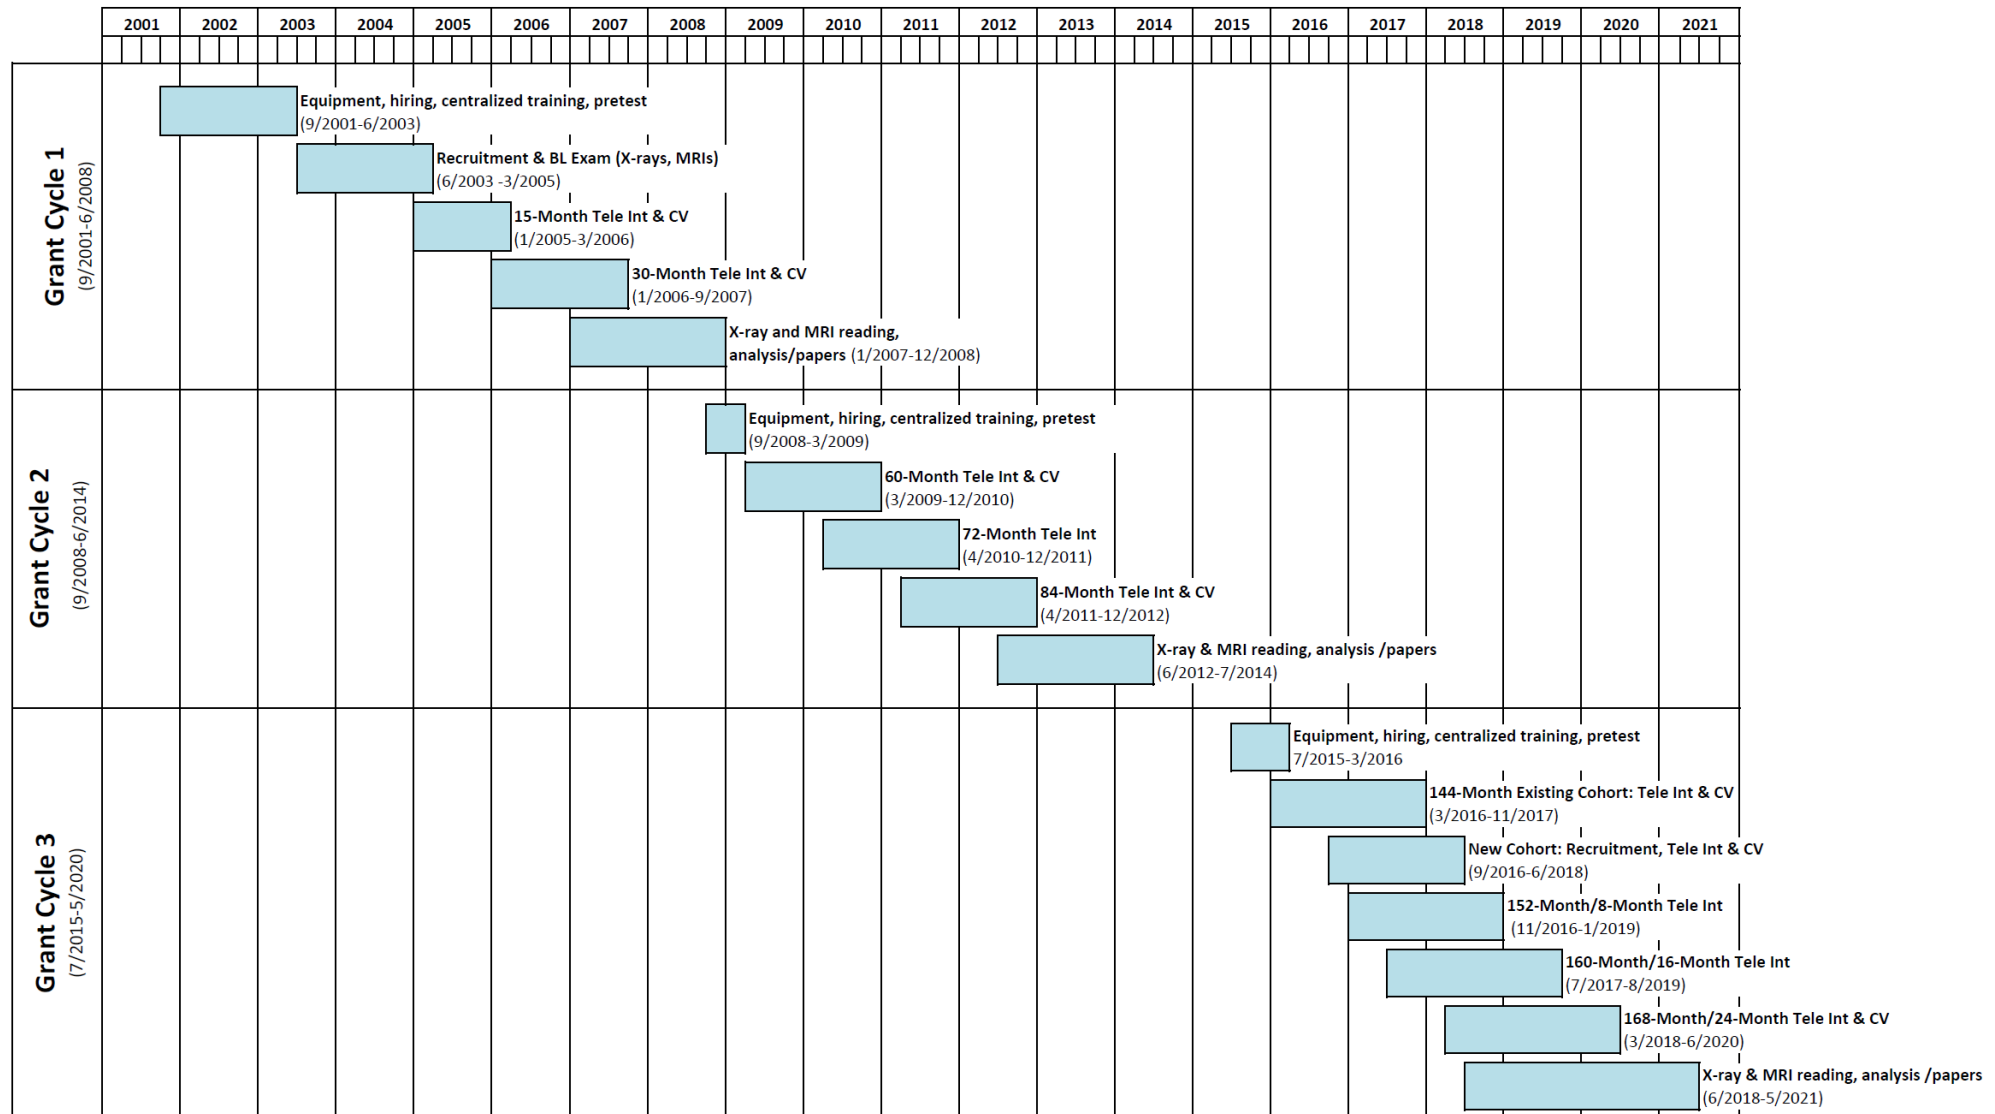 2001 2002 2003 2004 2005 2006 2007 2008 2009 2010 2011 2012 2013 2014 2015 2016 2017 2018 2019 2020 2021
Grant Cycle 1
(9/2001-6/2008)
Equipment, hiring, centralized training, pretest
(9/2001-6/2003)
Recruitment & BL Exam (X-rays, MRIs)
(6/2003 -3/2005)
15-Month Tele Int & CV
(1/2005-3/2006)
30-Month Tele Int & CV
(1/2006-9/2007)
X-ray and MRI reading,
analysis/papers (1/2007-12/2008)
Grant Cycle 2
(9/2008-6/2014)
Equipment, hiring, centralized training, pretest
(9/2008-3/2009)
60-Month Tele Int & CV
(3/2009-12/2010)
72-Month Tele Int
(4/2010-12/2011)
84-Month Tele Int & CV
(4/2011-12/2012)
X-ray & MRI reading, analysis /papers
(6/2012-7/2014)
Grant Cycle 3
(7/2015-5/2020)
Equipment, hiring, centralized training, pretest
7/2015-3/2016
144-Month Existing Cohort: Tele Int & CV
(3/2016-11/2017)
New Cohort: Recruitment, Tele Int & CV
(9/2016-6/2018)
152-Month/8-Month Tele Int
(11/2016-1/2019)
160-Month/16-Month Tele Int
(7/2017-8/2019)
168-Month/24-Month Tele Int & CV
(3/2018-6/2020)
X-ray & MRI reading, analysis /papers
(6/2018-5/2021)